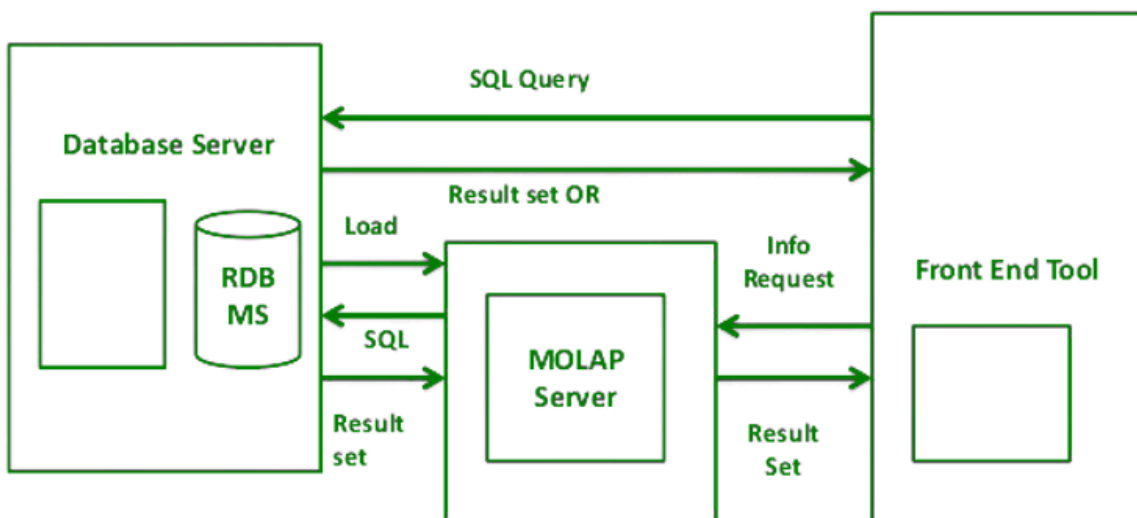 SQL Query
Database Server
Result set OR
Load
RDB
MS
SQL
Result
set
MOLAP
Server
Info
Request
Result
Set
Front End Tool